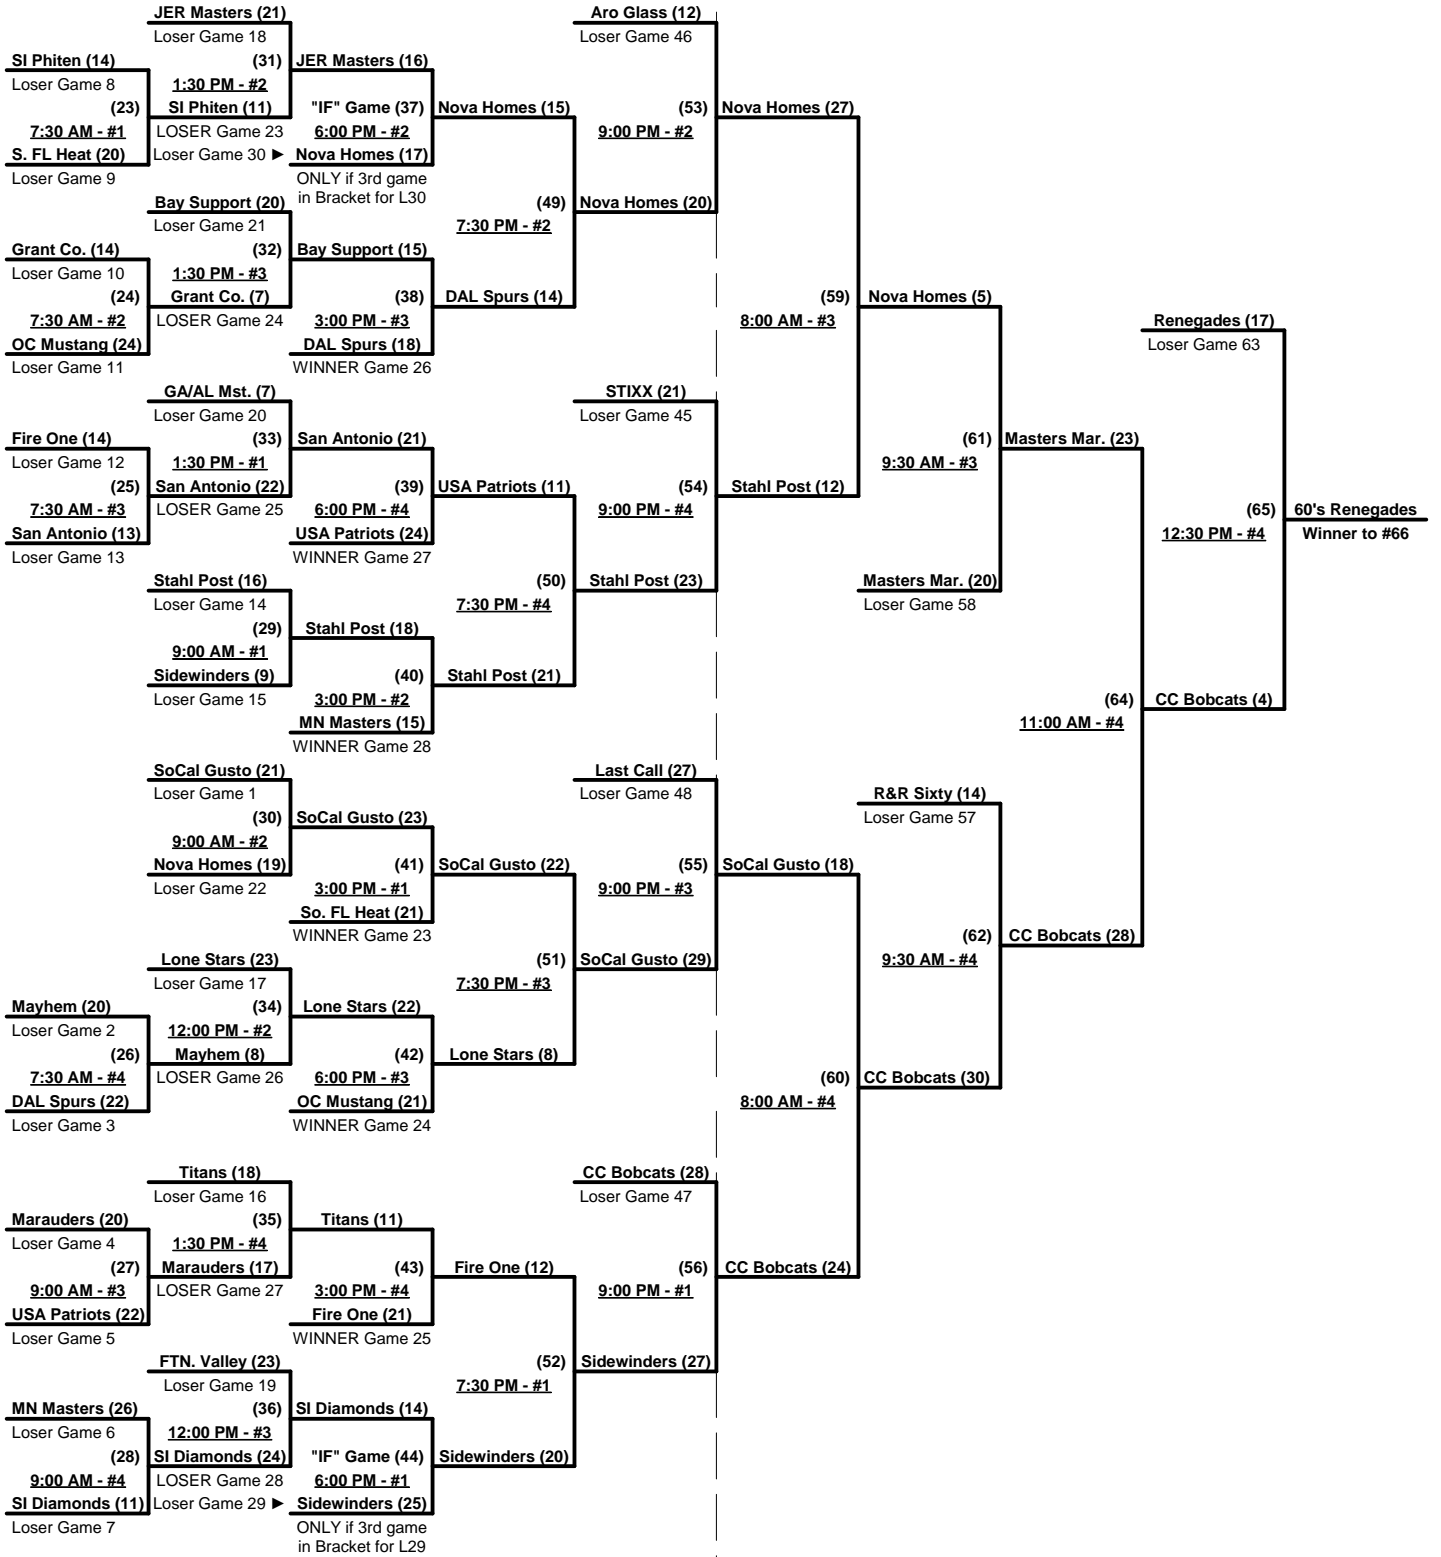 JER Masters (21)
Loser Game 18
SI Phiten (14)
Loser Game 8
(31)
1:30 PM - #2
JER Masters (16)
(23)
7:30 AM - #1
SI Phiten (11)
LOSER Game 23
"IF" Game (37)
6:00 PM - #2
S. FL Heat (20)
Loser Game 9
Loser Game 30 ►
Nova Homes (17)
ONLY if 3rd game
in Bracket for L30
Nova Homes (15)
Aro Glass (12)
Loser Game 46
(53)
9:00 PM - #2
Nova Homes (27)
(49)
7:30 PM - #2
Nova Homes (20)
Bay Support (20)
Loser Game 21
Grant Co. (14)
Loser Game 10
(32)
1:30 PM - #3
Bay Support (15)
(24)
7:30 AM - #2
Grant Co. (7)
LOSER Game 24
(38)
3:00 PM - #3
DAL Spurs (14)
OC Mustang (24)
Loser Game 11
DAL Spurs (18)
WINNER Game 26
(59)
8:00 AM - #3
Nova Homes (5)
Renegades (17)
Loser Game 63
GA/AL Mst. (7)
Loser Game 20
STIXX (21)
Loser Game 45
Fire One (14)
Loser Game 12
(33)
1:30 PM - #1
San Antonio (21)
(25)
7:30 AM - #3
San Antonio (22)
LOSER Game 25
(39)
6:00 PM - #4
USA Patriots (11)
San Antonio (13)
Loser Game 13
USA Patriots (24)
WINNER Game 27
(54)
9:00 PM - #4
Stahl Post (12)
(61)
9:30 AM - #3
Masters Mar. (23)
(65)
12:30 PM - #4
60's Renegades
Winner to #66
Stahl Post (16)
Loser Game 14
(50)
7:30 PM - #4
Stahl Post (23)
Masters Mar. (20)
Loser Game 58
(29)
9:00 AM - #1
Stahl Post (18)
Sidewinders (9)
Loser Game 15
(40)
3:00 PM - #2
Stahl Post (21)
MN Masters (15)
WINNER Game 28
(64)
11:00 AM - #4
CC Bobcats (4)
SoCal Gusto (21)
Loser Game 1
Last Call (27)
Loser Game 48
R&R Sixty (14)
Loser Game 57
(30)
9:00 AM - #2
SoCal Gusto (23)
Nova Homes (19)
Loser Game 22
(41)
3:00 PM - #1
SoCal Gusto (22)
(55)
9:00 PM - #3
SoCal Gusto (18)
So. FL Heat (21)
WINNER Game 23
(62)
9:30 AM - #4
CC Bobcats (28)
Lone Stars (23)
Loser Game 17
(51)
7:30 PM - #3
SoCal Gusto (29)
Mayhem (20)
Loser Game 2
(34)
12:00 PM - #2
Lone Stars (22)
(26)
7:30 AM - #4
Mayhem (8)
LOSER Game 26
(42)
6:00 PM - #3
Lone Stars (8)
DAL Spurs (22)
Loser Game 3
OC Mustang (21)
WINNER Game 24
(60)
8:00 AM - #4
CC Bobcats (30)
Titans (18)
Loser Game 16
CC Bobcats (28)
Loser Game 47
Marauders (20)
Loser Game 4
(35)
1:30 PM - #4
Titans (11)
(27)
9:00 AM - #3
Marauders (17)
LOSER Game 27
(43)
3:00 PM - #4
Fire One (12)
(56)
9:00 PM - #1
CC Bobcats (24)
USA Patriots (22)
Loser Game 5
Fire One (21)
WINNER Game 25
FTN. Valley (23)
Loser Game 19
(52)
7:30 PM - #1
Sidewinders (27)
MN Masters (26)
Loser Game 6
(36)
12:00 PM - #3
SI Diamonds (14)
(28)
9:00 AM - #4
SI Diamonds (24)
LOSER Game 28
"IF" Game (44)
6:00 PM - #1
Sidewinders (20)
SI Diamonds (11)
Loser Game 7
Loser Game 29 ►
Sidewinders (25)
ONLY if 3rd game
in Bracket for L29